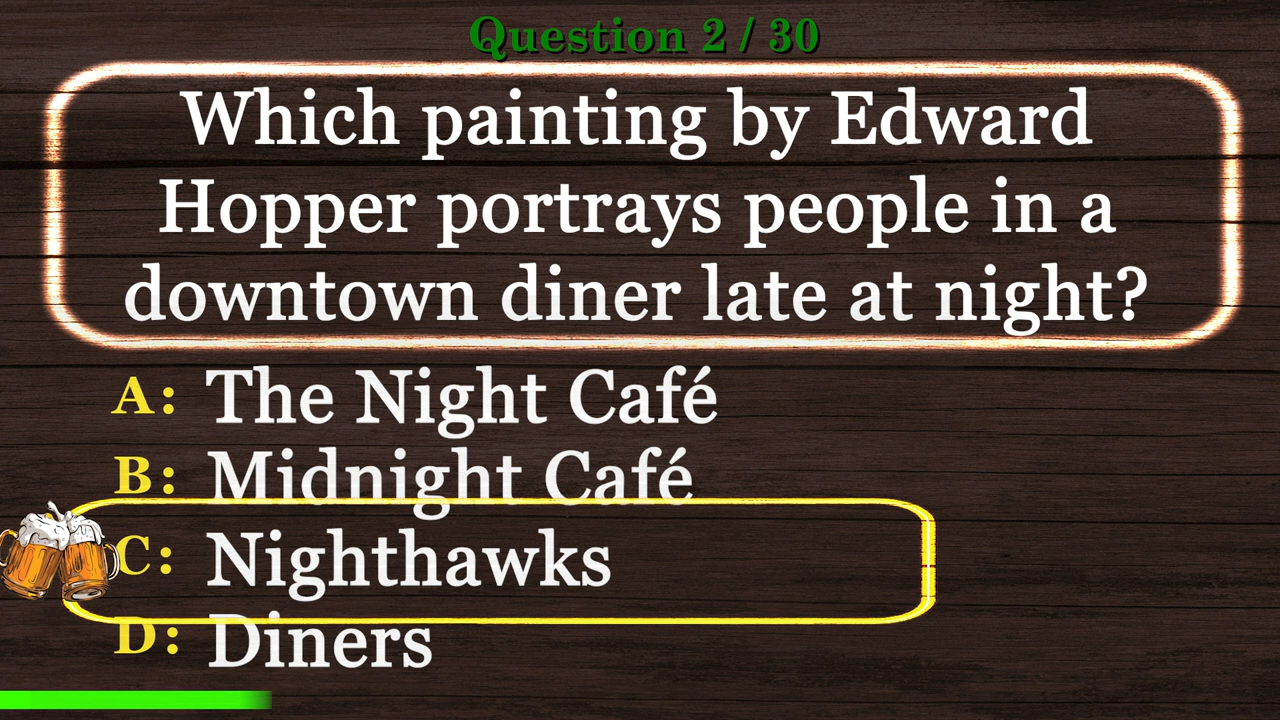 Question 2 / 30
Which painting by Edward
Hopper portrays people in a
downtown diner late at night?
A: The Night Café
B: Midnight Café
C: Nighthawks
D: Diners